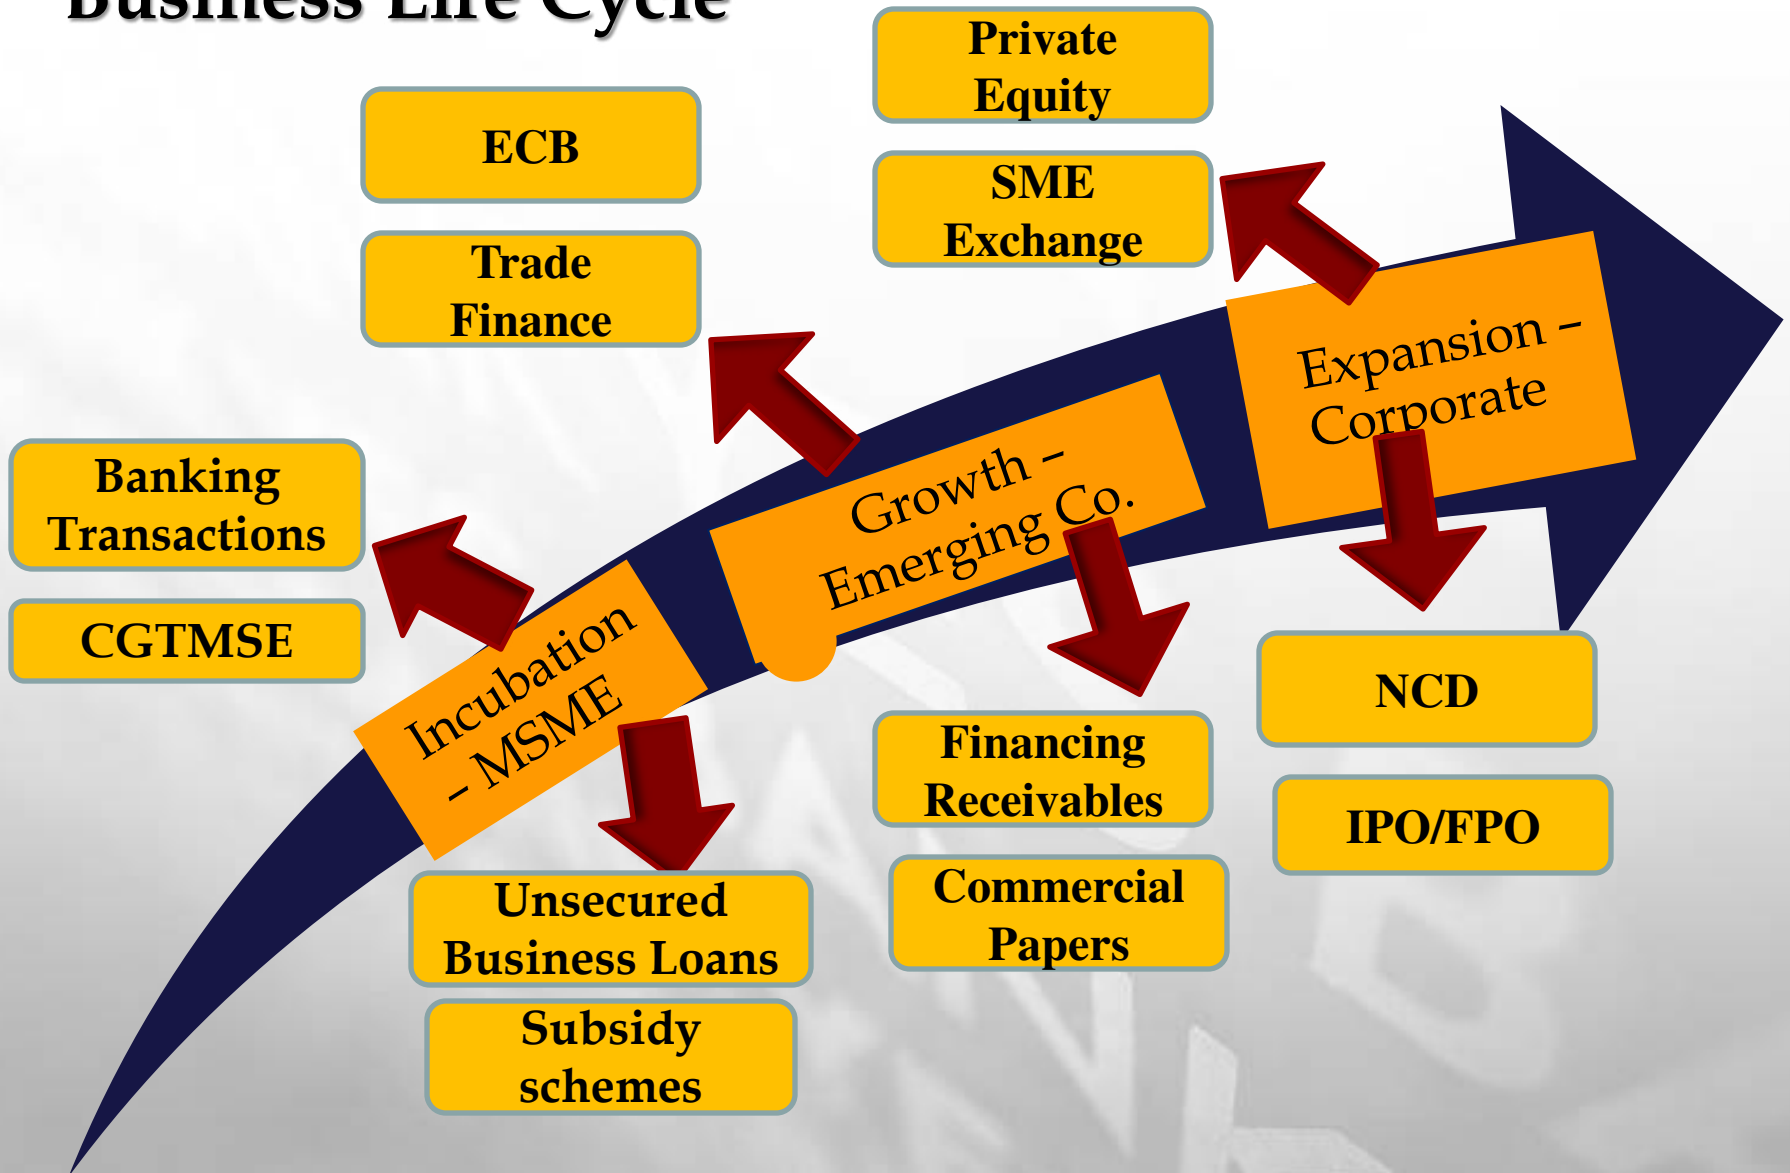 Business Life Cycle
Private
Equity
ECB
SME
Exchange
Trade
Finance
Expansion –
Corporate
Growth –
Emerging Co.
Banking
Transactions
CGTMSE
Incubation
– MSME
NCD
Financing
Receivables
IPO/FPO
Unsecured
Business Loans
Commercial
Papers
Subsidy
schemes